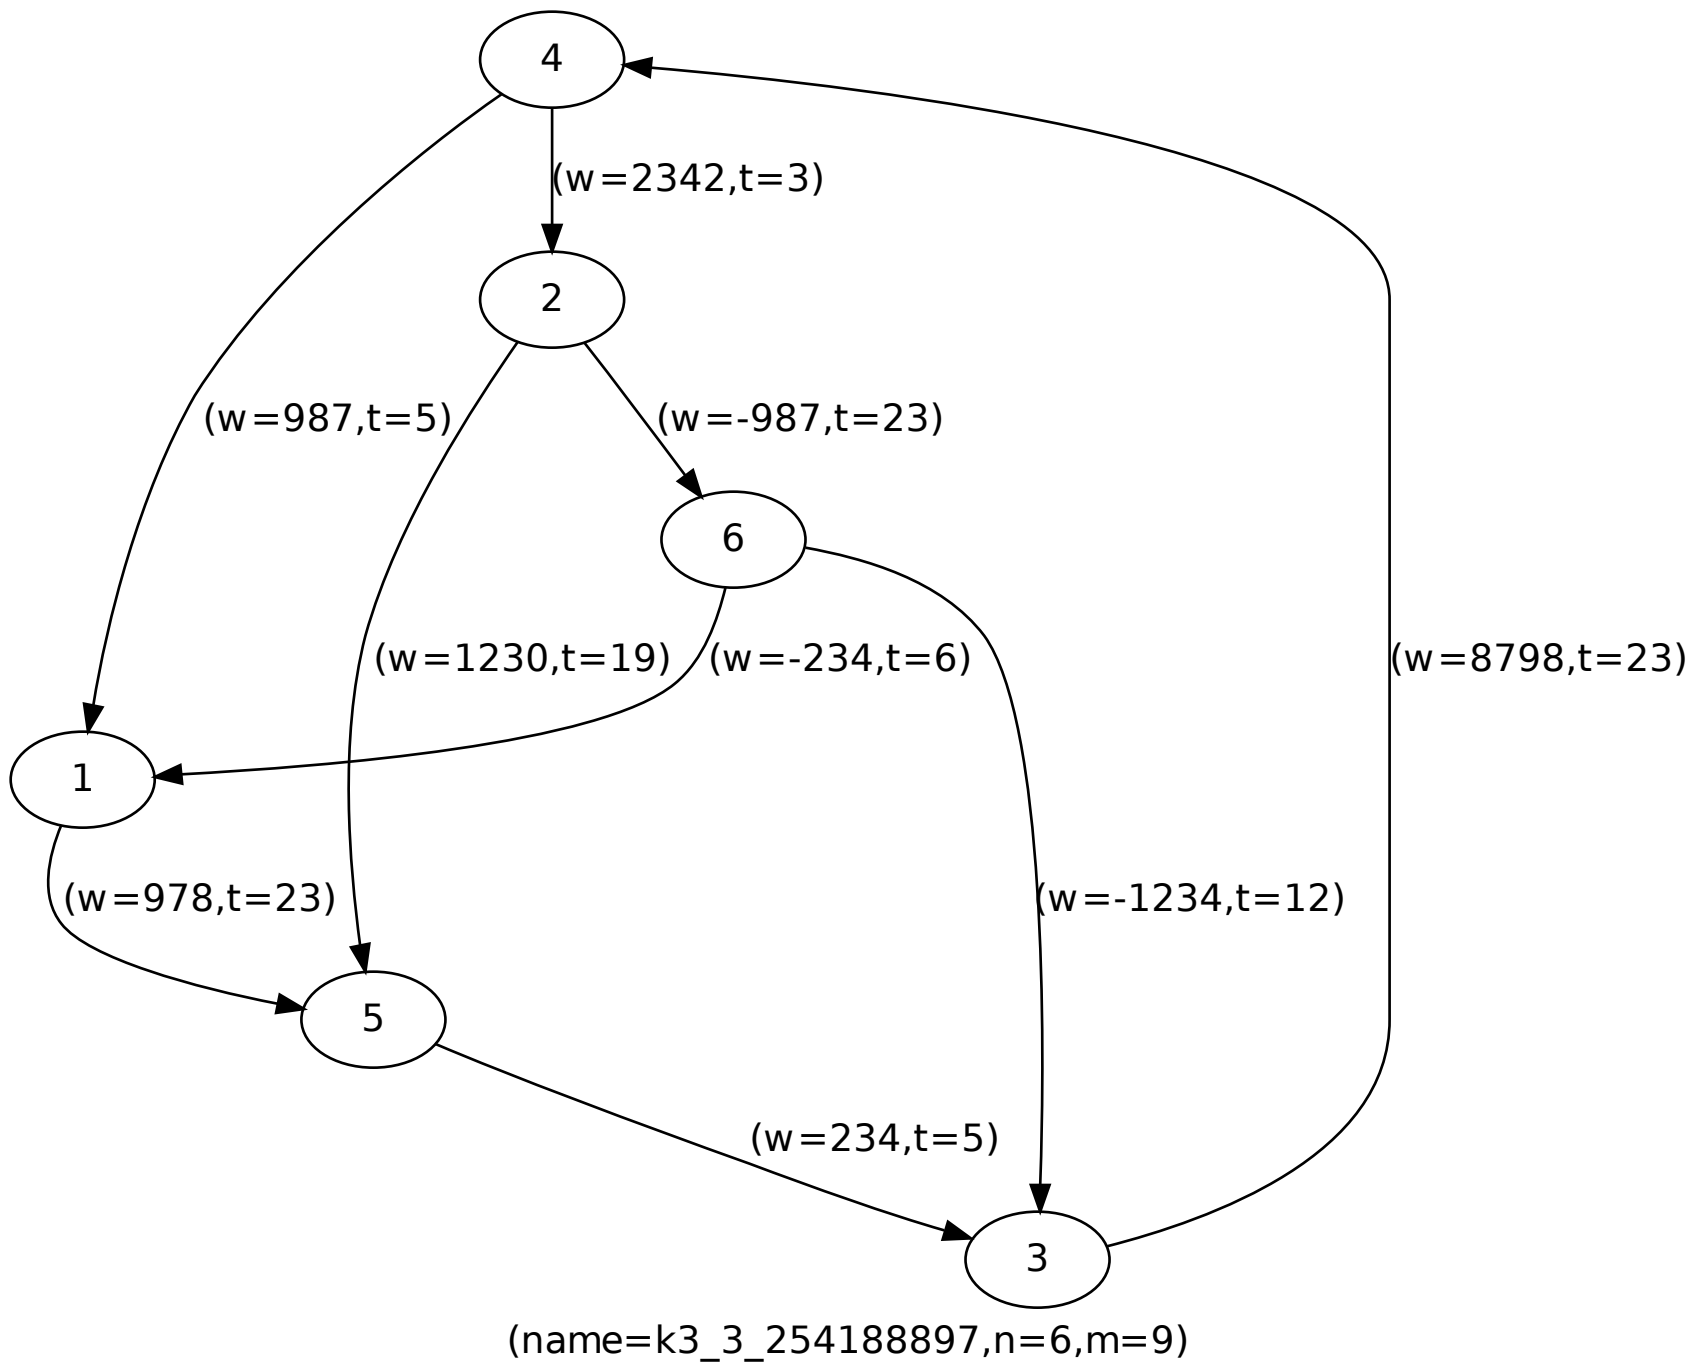 4
(w=2342,t=3)
2
(w=987,t=5)
(w=-987,t=23)
6
(w=1230,t=19)
(w=-234,t=6)
(w=8798,t=23)
1
(w=978,t=23)
(w=-1234,t=12)
5
(w=234,t=5)
3
(name=k3_3_254188897,n=6,m=9)